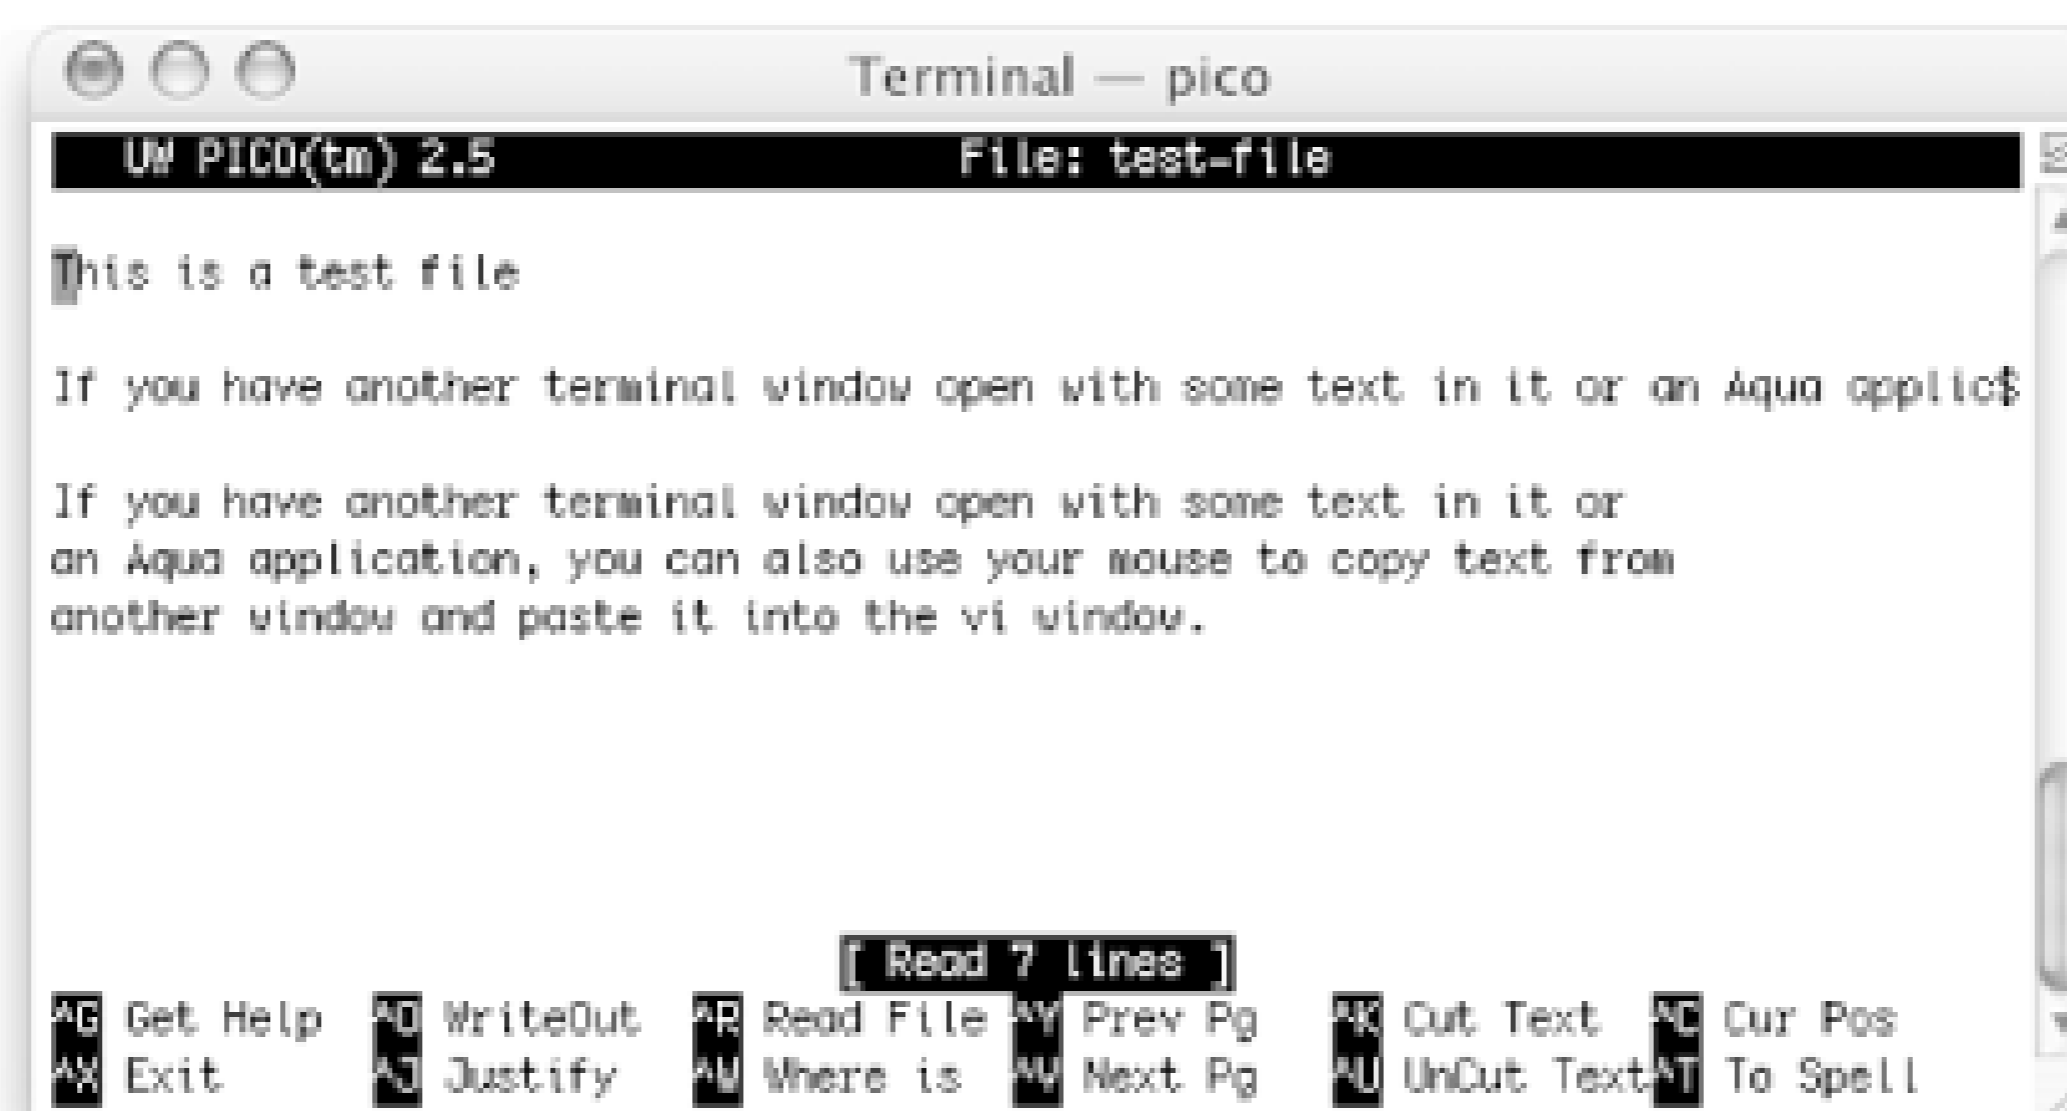 Terminal — pico
UW PICO(tm) 2.5 File: test-file
This is a test file
If you have another terminal window open with some text in it or an Aqua applic$
If you have another terminal window open with some text in it or
an Aqua application, you can also use your mouse to copy text from
another window and paste it into the vi window.
[ Read 7 lines ]
^G Get Help ^O WriteOut ^R Read File ^Y Prev Pg ^K Cut Text ^C Cur Pos
^X Exit ^J Justify ^W Where is ^V Next Pg ^U UnCut Text ^T To Spell